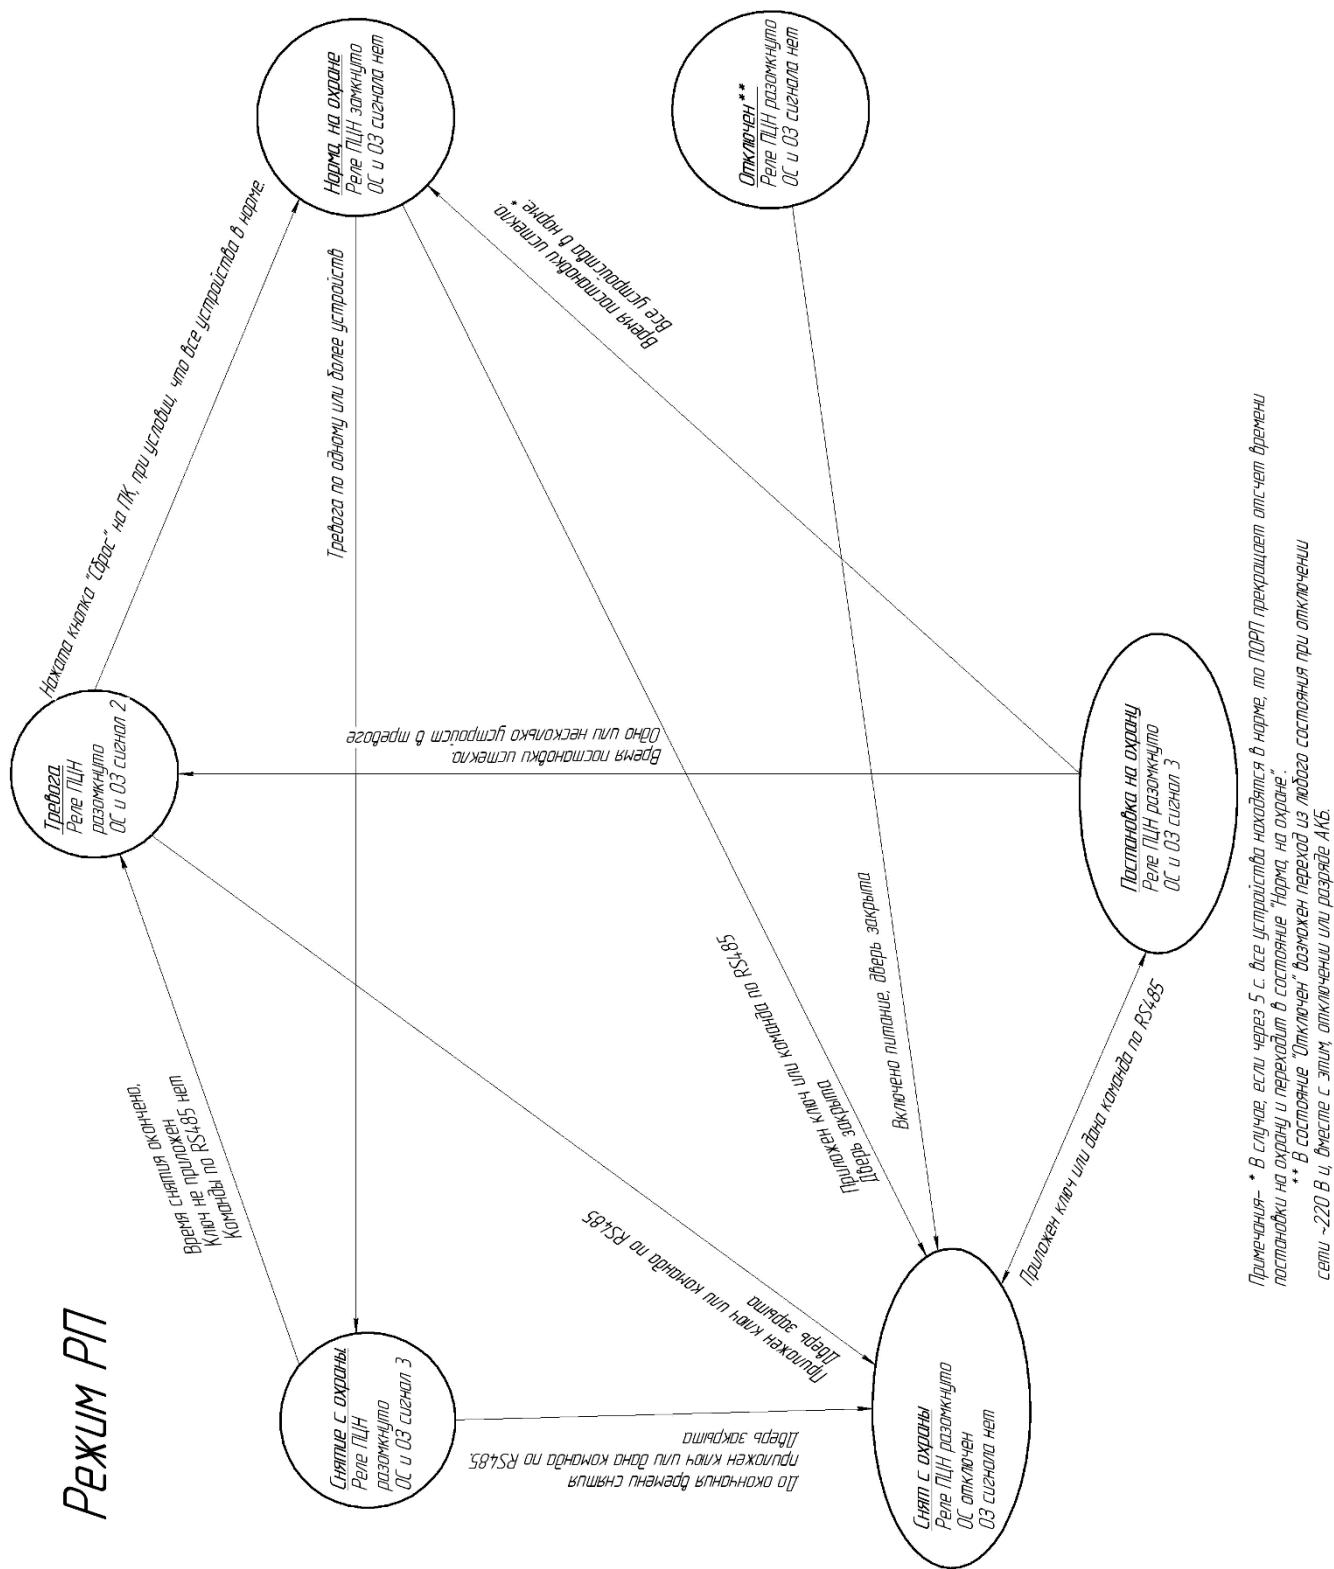 Режим РП
Снятие с охраны
Реле ПЦН
разомкнуто
ОС и ОЗ сигнал 3
Время снятия окончено,
Ключ не приложен
Команды по RS485 нет
Тревога
Реле ПЦН
разомкнуто
ОС и ОЗ сигнал 2
Нажата кнопка "Сброс" на ПК, при условии, что все устройства в норме.
Норма, на охране
Реле ПЦН замкнуто
ОС и ОЗ сигнала нет
Тревога по одному или более устройств
Время постановки истекло.
Одно или несколько устройств в тревоге
Время постановки истекло.
Все устройства в норме.*
Отключен**
Реле ПЦН разомкнуто
ОС и ОЗ сигнала нет
До окончания времени снятия
приложен ключ или дана команда по RS485.
Дверь закрыта
Приложен ключ или команда по RS485
Дверь закрыта
Приложен ключ или команда по RS485
Дверь закрыта
Включено питание, дверь закрыта
Снят с охраны
Реле ПЦН разомкнуто
ОС отключен
ОЗ сигнала нет
Приложен ключ или дана команда по RS485
Постановка на охрану
Реле ПЦН разомкнуто
ОС и ОЗ сигнал 3
Примечания- * В случае, если через 5 с. все устройства находятся в норме, то ПОРП прекращает отсчет времени
постановки на охрану и переходит в состояние "Норма, на охране".
** В состояние "Отключен" возможен переход из любого состояния при отключении
сети ~220 В и, вместе с этим, отключении или разряде АКБ.